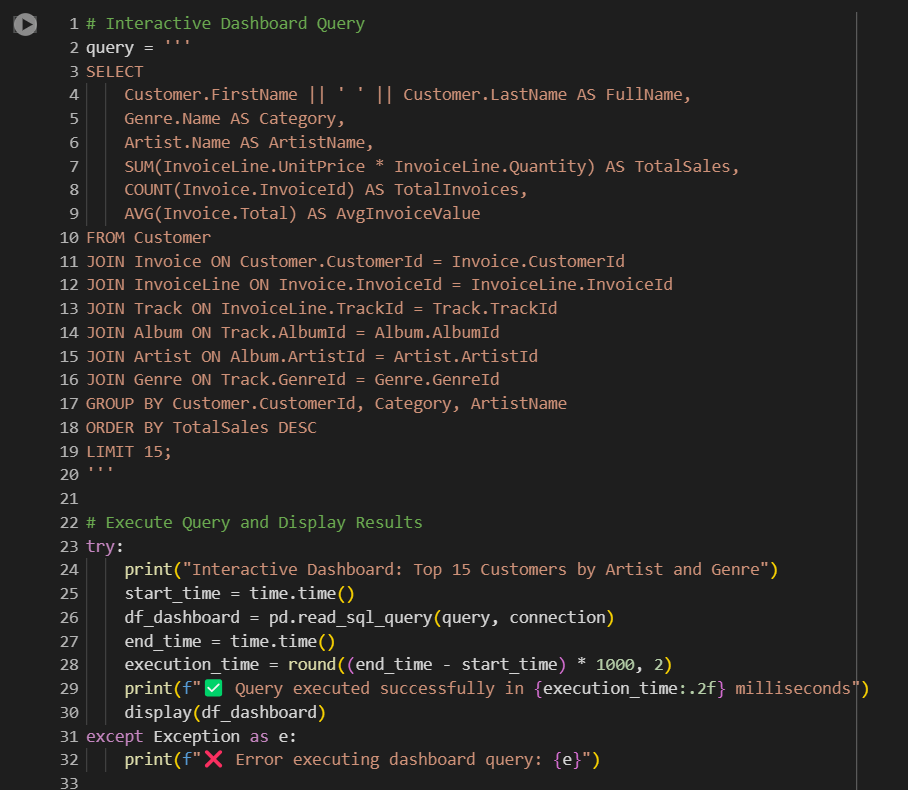 1 # Interactive Dashboard Query
2 query = '''
3 SELECT
4     Customer.FirstName || ' ' || Customer.LastName AS FullName,
5     Genre.Name AS Category,
6     Artist.Name AS ArtistName,
7     SUM(InvoiceLine.UnitPrice * InvoiceLine.Quantity) AS TotalSales,
8     COUNT(Invoice.InvoiceId) AS TotalInvoices,
9     AVG(Invoice.Total) AS AvgInvoiceValue
10 FROM Customer
11 JOIN Invoice ON Customer.CustomerId = Invoice.CustomerId
12 JOIN InvoiceLine ON Invoice.InvoiceId = InvoiceLine.InvoiceId
13 JOIN Track ON InvoiceLine.TrackId = Track.TrackId
14 JOIN Album ON Track.AlbumId = Album.AlbumId
15 JOIN Artist ON Album.ArtistId = Artist.ArtistId
16 JOIN Genre ON Track.GenreId = Genre.GenreId
17 GROUP BY Customer.CustomerId, Category, ArtistName
18 ORDER BY TotalSales DESC
19 LIMIT 15;
20 '''
21
22 # Execute Query and Display Results
23 try:
24     print("Interactive Dashboard: Top 15 Customers by Artist and Genre")
25     start_time = time.time()
26     df_dashboard = pd.read_sql_query(query, connection)
27     end_time = time.time()
28     execution_time = round((end_time - start_time) * 1000, 2)
29     print(f"✅ Query executed successfully in {execution_time:.2f} milliseconds")
30     display(df_dashboard)
31 except Exception as e:
32     print(f"❌ Error executing dashboard query: {e}")
33